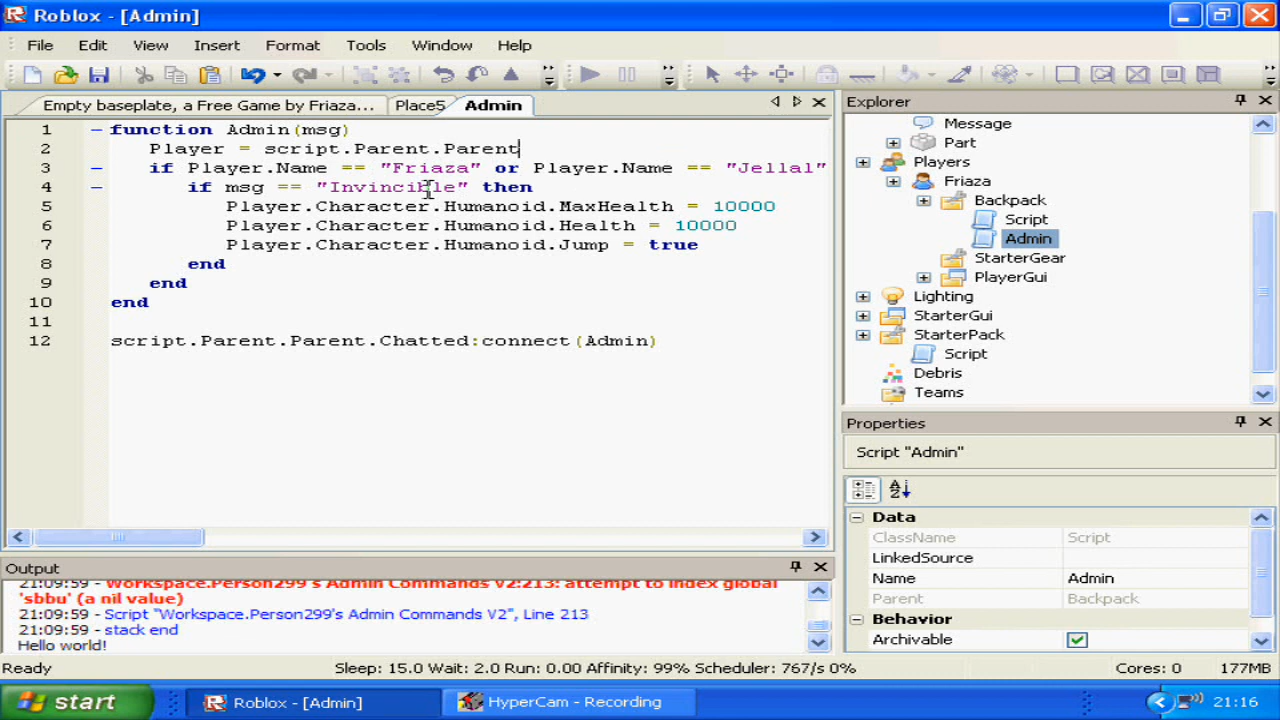 Roblox - [Admin]
File Edit View Insert Format Tools Window Help
Empty baseplate, a Free Game by Friaza... Place5 Admin
1 function Admin(msg)
2 Player = script.Parent.Parent
3 if Player.Name == "Friaza" or Player.Name == "Jellal"
4 if msg == "Invincible" then
5 Player.Character.Humanoid.MaxHealth = 10000
6 Player.Character.Humanoid.Health = 10000
7 Player.Character.Humanoid.Jump = true
8 end
9 end
10 end
11
12 script.Parent.Parent.Chatted:connect(Admin)
Explorer
Message
Part
Players
Friaza
Backpack
Script
Admin
StarterGear
PlayerGui
Lighting
StarterGui
StarterPack
Script
Debris
Teams
Properties
Script "Admin"
Data
ClassName Script
LinkedSource
Name Admin
Parent Backpack
Behavior
Archivable
Output
21:09:59 - Workspace.Person299's Admin Commands V2:213: attempt to index global
'sbbu' (a nil value)
21:09:59 - Script "Workspace.Person299's Admin Commands V2", Line 213
21:09:59 - stack end
Hello world!
Ready Sleep: 15.0 Wait: 2.0 Run: 0.00 Affinity: 99% Scheduler: 767/s 0% Cores: 0 177MB
start Roblox - [Admin] HyperCam - Recording 21:16